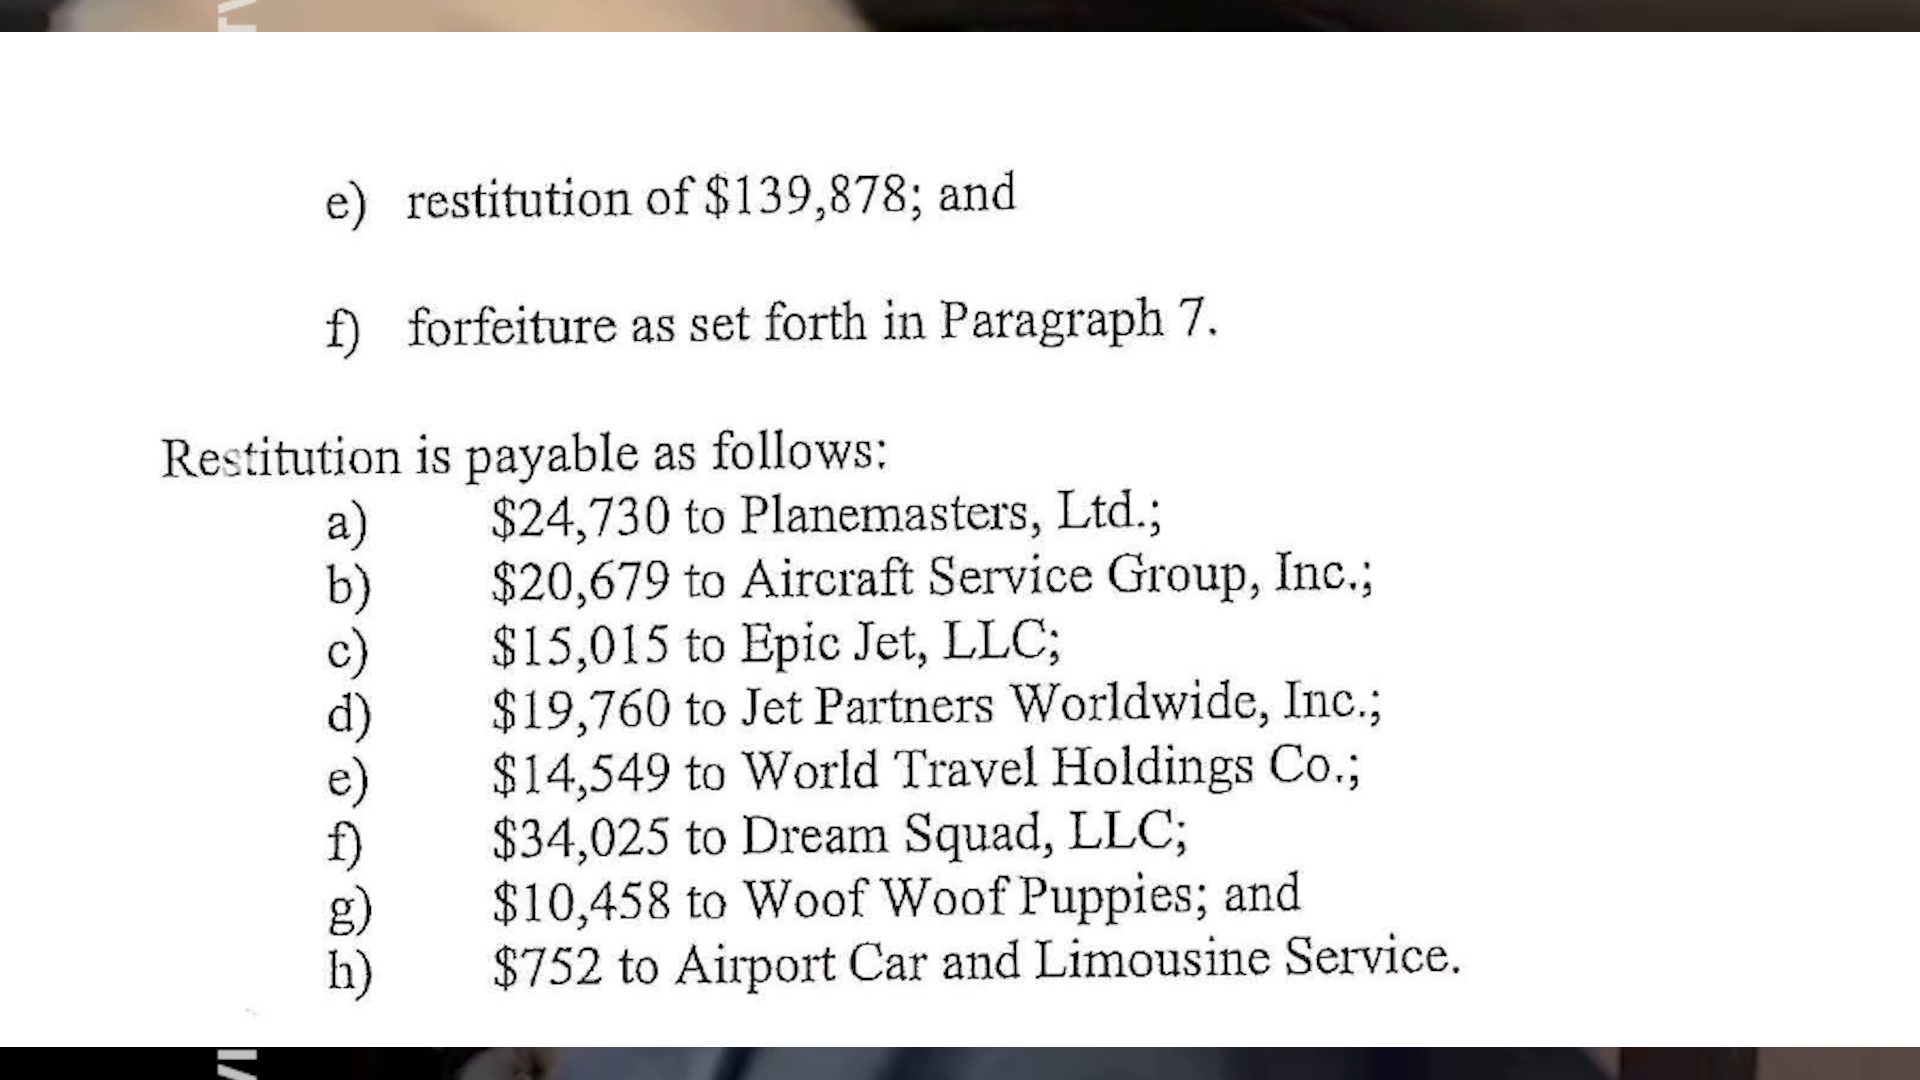 e) restitution of $139,878; and
f) forfeiture as set forth in Paragraph 7.
Restitution is payable as follows:
a) $24,730 to Planemasters, Ltd.;
b) $20,679 to Aircraft Service Group, Inc.;
c) $15,015 to Epic Jet, LLC;
d) $19,760 to Jet Partners Worldwide, Inc.;
e) $14,549 to World Travel Holdings Co.;
f) $34,025 to Dream Squad, LLC;
g) $10,458 to Woof Woof Puppies; and
h) $752 to Airport Car and Limousine Service.